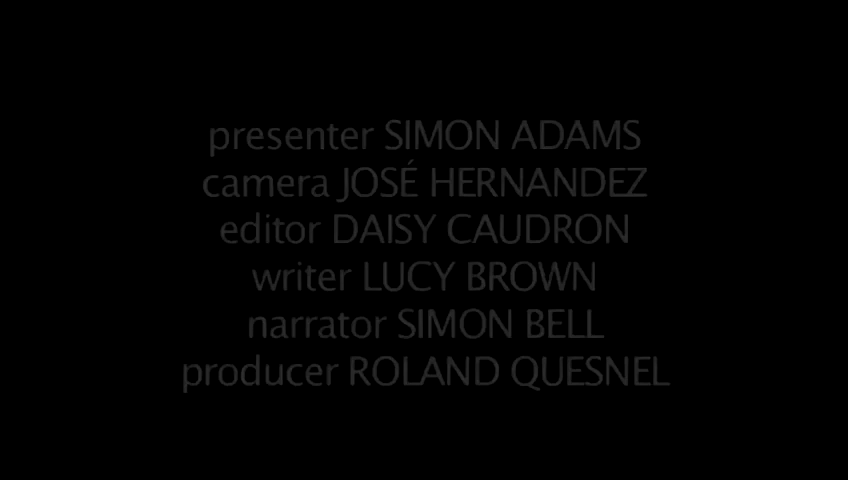 presenter SIMON ADAMS
camera JOSÉ HERNANDEZ
editor DAISY CAUDRON
writer LUCY BROWN
narrator SIMON BELL
producer ROLAND QUESNEL